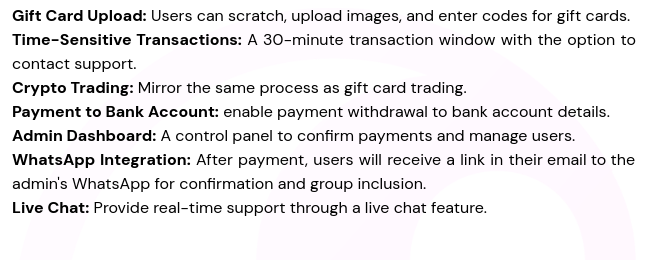 Gift Card Upload: Users can scratch, upload images, and enter codes for gift cards.
Time-Sensitive Transactions: A 30-minute transaction window with the option to
contact support.
Crypto Trading: Mirror the same process as gift card trading.
Payment to Bank Account: enable payment withdrawal to bank account details.
Admin Dashboard: A control panel to confirm payments and manage users.
WhatsApp Integration: After payment, users will receive a link in their email to the
admin's WhatsApp for confirmation and group inclusion.
Live Chat: Provide real-time support through a live chat feature.